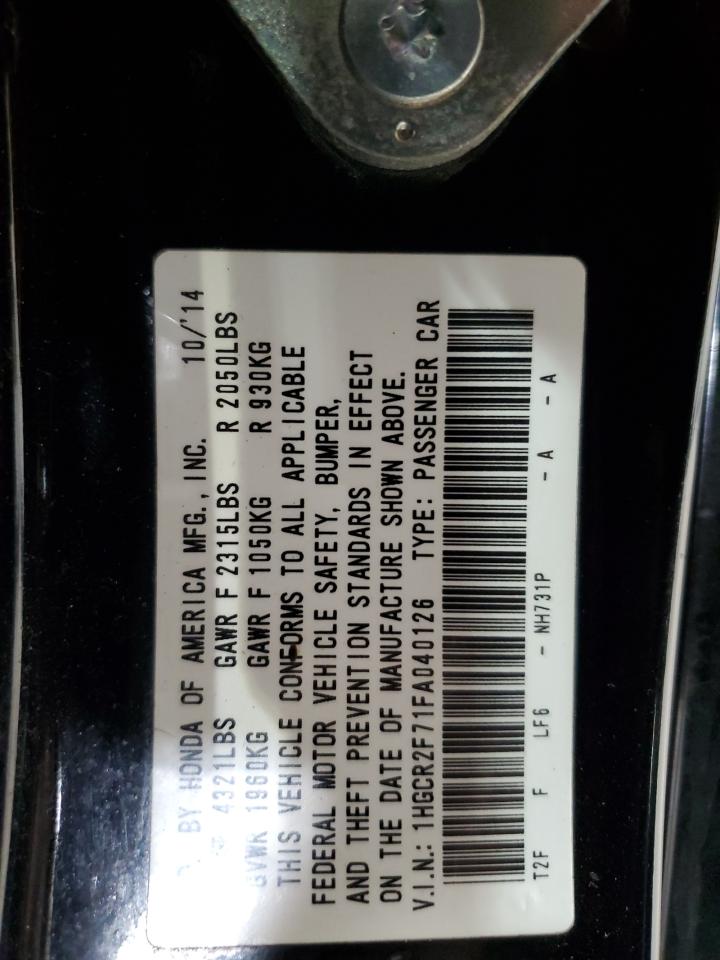 BY HONDA OF AMERICA MFG., INC. 10/'14
4321LBS GAWR F 2315LBS R 2050LBS
GVWR 1960KG GAWR F 1050KG R 930KG
THIS VEHICLE CONFORMS TO ALL APPLICABLE
FEDERAL MOTOR VEHICLE SAFETY, BUMPER,
AND THEFT PREVENTION STANDARDS IN EFFECT
ON THE DATE OF MANUFACTURE SHOWN ABOVE.
V.I.N.: 1HGCR2F71FA040126 TYPE: PASSENGER CAR
T2F F LF6 - NH731P - A - A